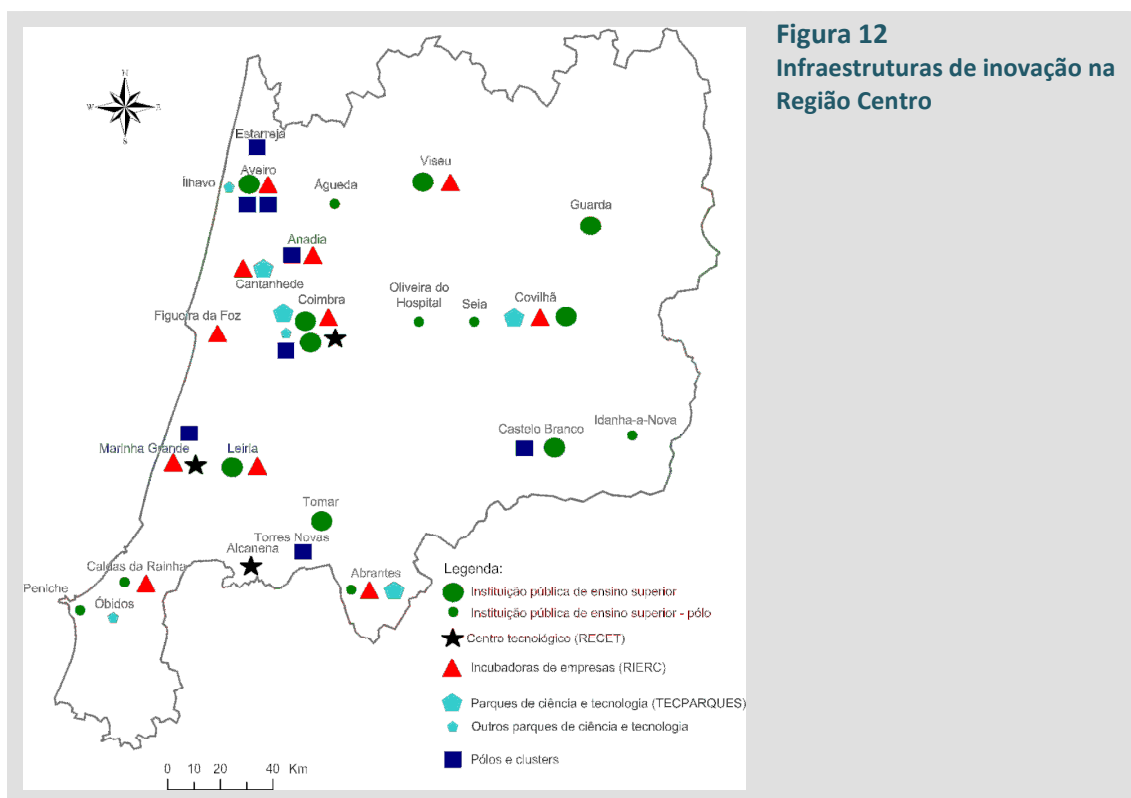 Figura 12
Infraestruturas de inovação na
Região Centro
N
W
E
S
Estarreja
Aveiro
Ílhavo
Águeda
Viseu
Guarda
Anadia
Cantanhede
Coimbra
Oliveira do
Hospital
Seia
Covilhã
Figueira da Foz
Idanha-a-Nova
Castelo Branco
Marinha Grande
Leiria
Tomar
Torres Novas
Alcanena
Caldas da Rainha
Abrantes
Peniche
Óbidos
Legenda:
Instituição pública de ensino superior
Instituição pública de ensino superior - pólo
Centro tecnológico (RECET)
Incubadoras de empresas (RIERC)
Parques de ciência e tecnologia (TECPARQUES)
Outros parques de ciência e tecnologia
Pólos e clusters
0 10 20 40 Km